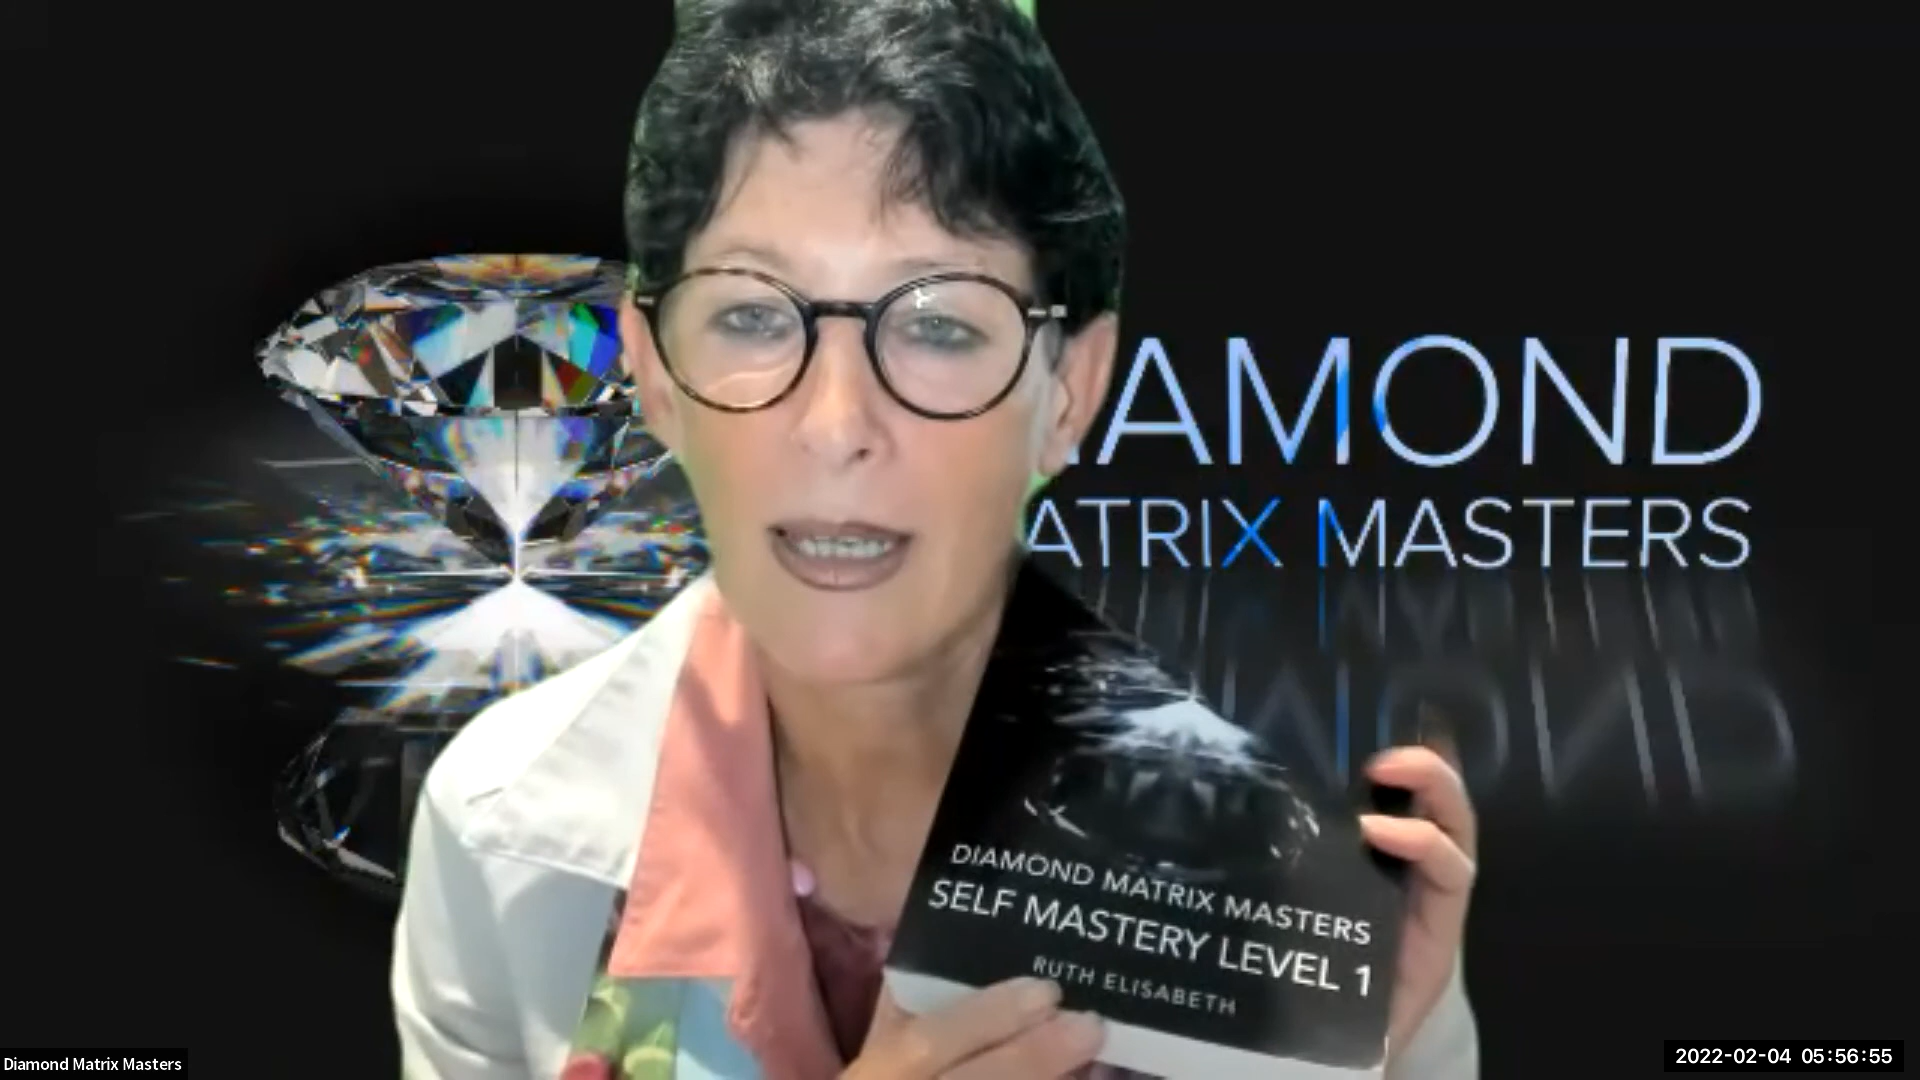 AMOND
ATRIX MASTERS
DIAMOND MATRIX MASTERS
SELF MASTERY LEVEL 1
RUTH ELISABETH
Diamond Matrix Masters
2022-02-04 05:56:55